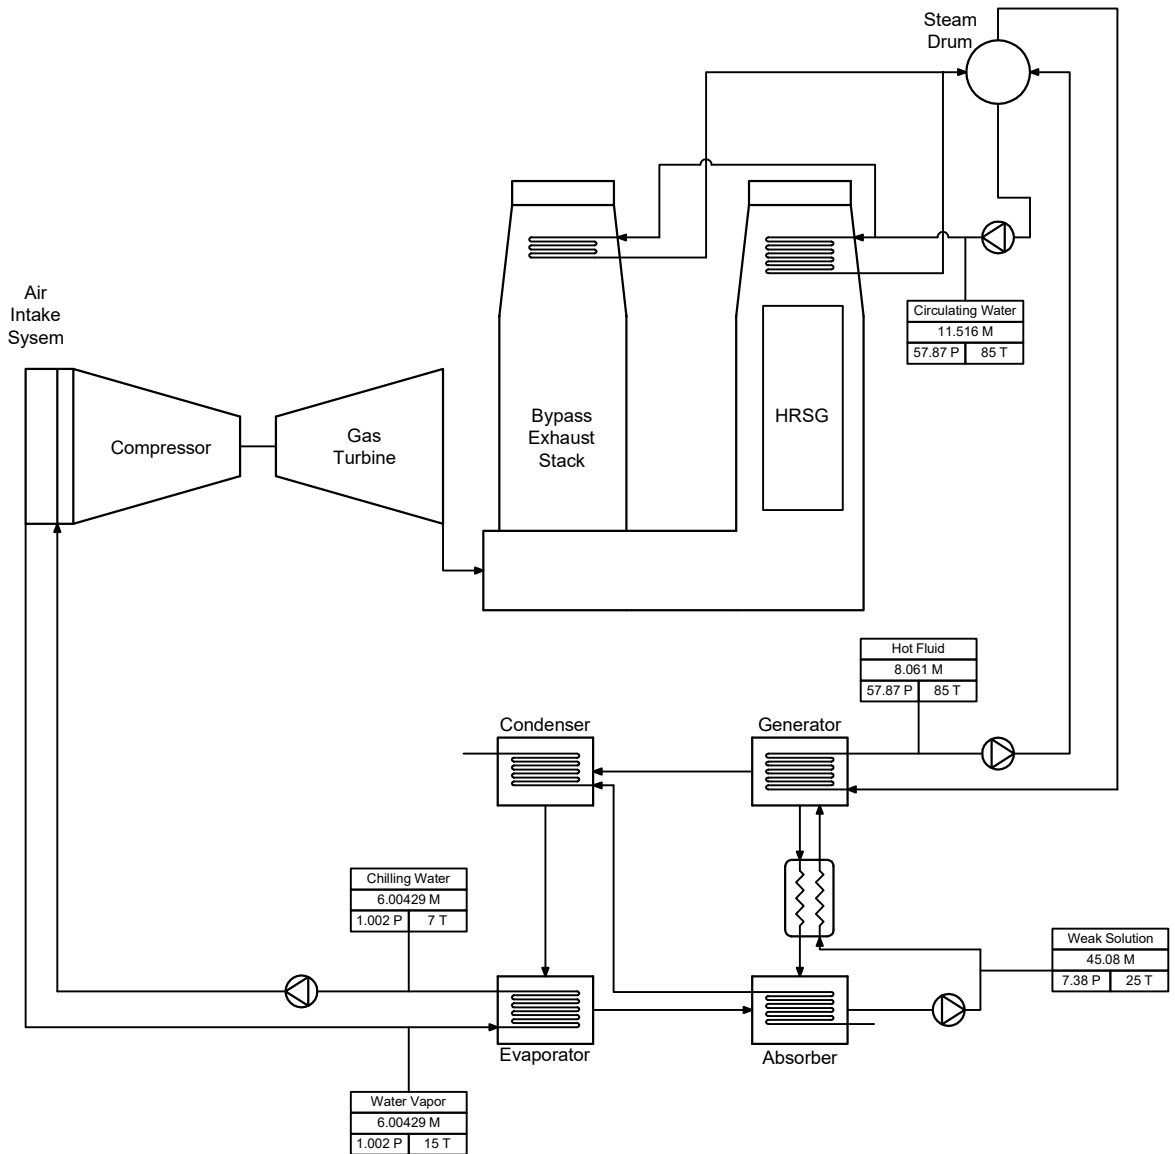 Steam
Drum
Air
Intake
Sysem
Compressor
Gas
Turbine
Bypass
Exhaust
Stack
HRSG
Circulating Water
11.516 M
57.87 P 85 T
Hot Fluid
8.061 M
57.87 P 85 T
Condenser
Generator
Chilling Water
6.00429 M
1.002 P 7 T
Weak Solution
45.08 M
7.38 P 25 T
Evaporator
Absorber
Water Vapor
6.00429 M
1.002 P 15 T